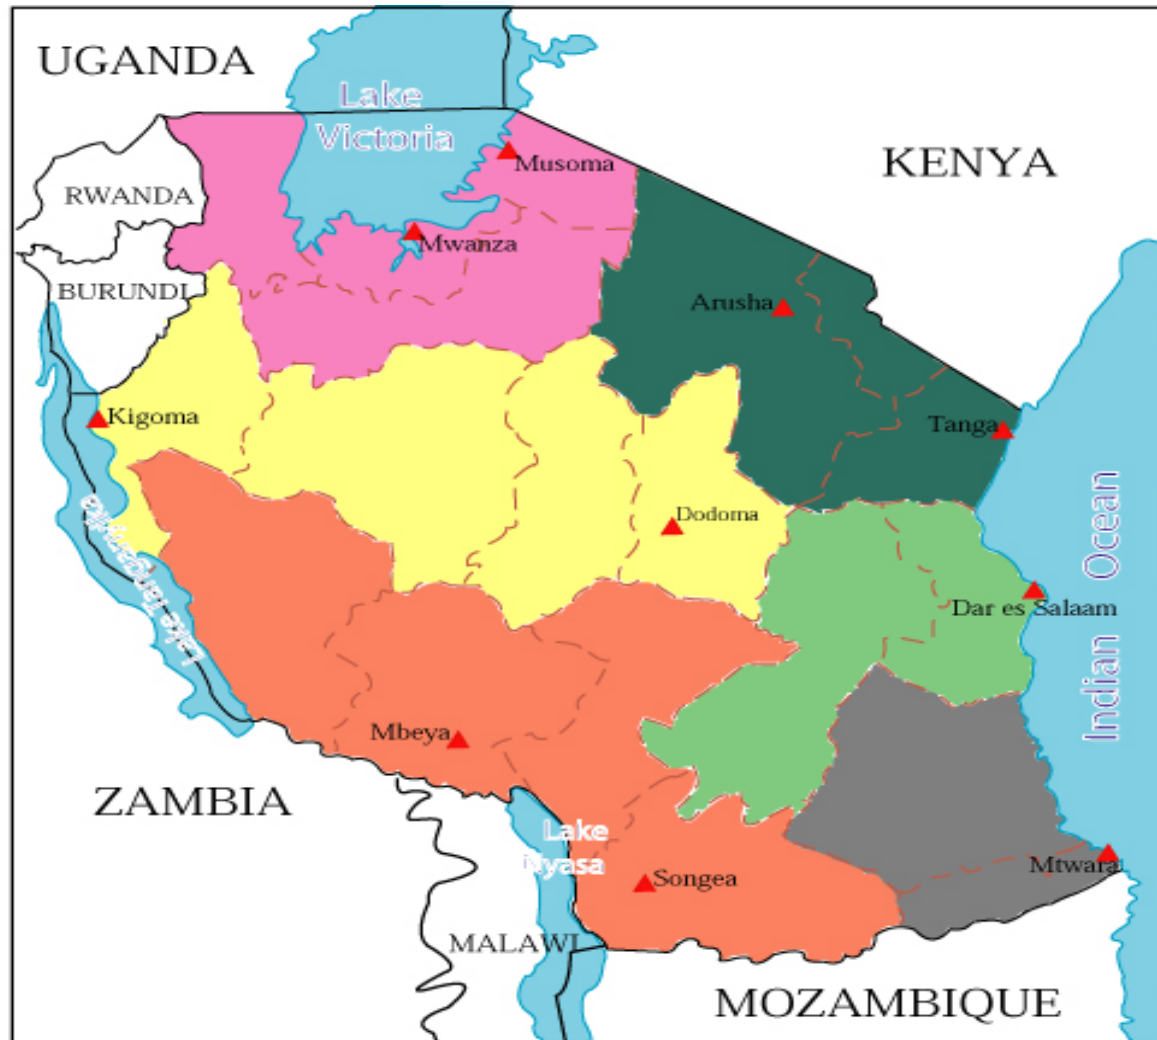 UGANDA
Lake
Victoria
Musoma
KENYA
RWANDA
Mwanza
BURUNDI
Arusha
Kigoma
Tanga
Dodoma
Lake Tanganyika
Indian Ocean
Dar es Salaam
Mbeya
ZAMBIA
Lake
Nyasa
Songea
Mtwara
MALAWI
MOZAMBIQUE